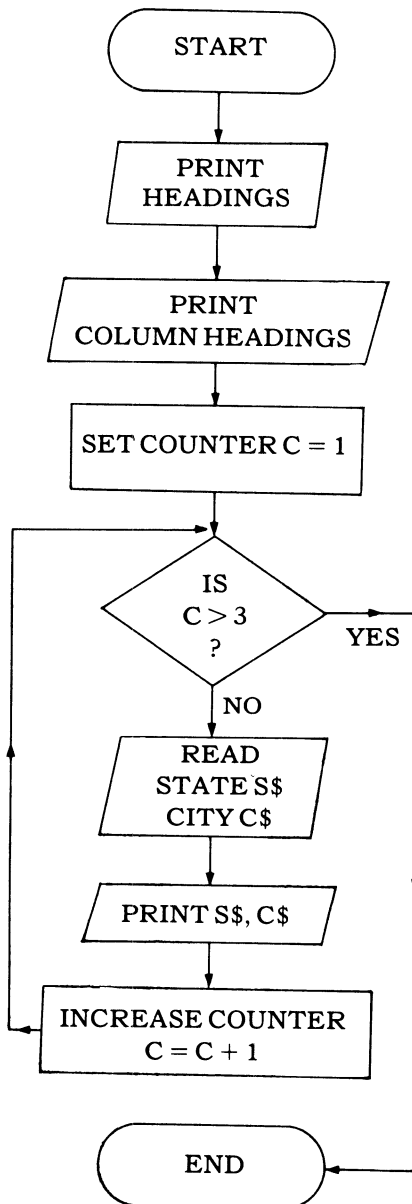 START
PRINT
HEADINGS
PRINT
COLUMN HEADINGS
SET COUNTER C = 1
IS
C > 3
?
YES
NO
READ
STATE S$
CITY C$
PRINT S$, C$
INCREASE COUNTER
C = C + 1
END